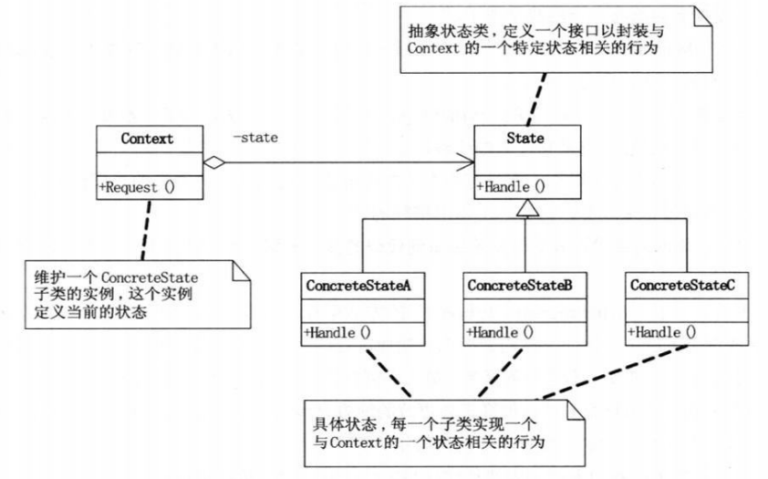 抽象状态类，定义一个接口以封装与
Context 的一个特定状态相关的行为
Context
-state
State
+Request ()
+Handle ()
维护一个 ConcreteState
子类的实例，这个实例
定义当前的状态
ConcreteStateA
ConcreteStateB
ConcreteStateC
+Handle ()
+Handle ()
+Handle ()
具体状态，每一个子类实现一个
与Context的一个状态相关的行为